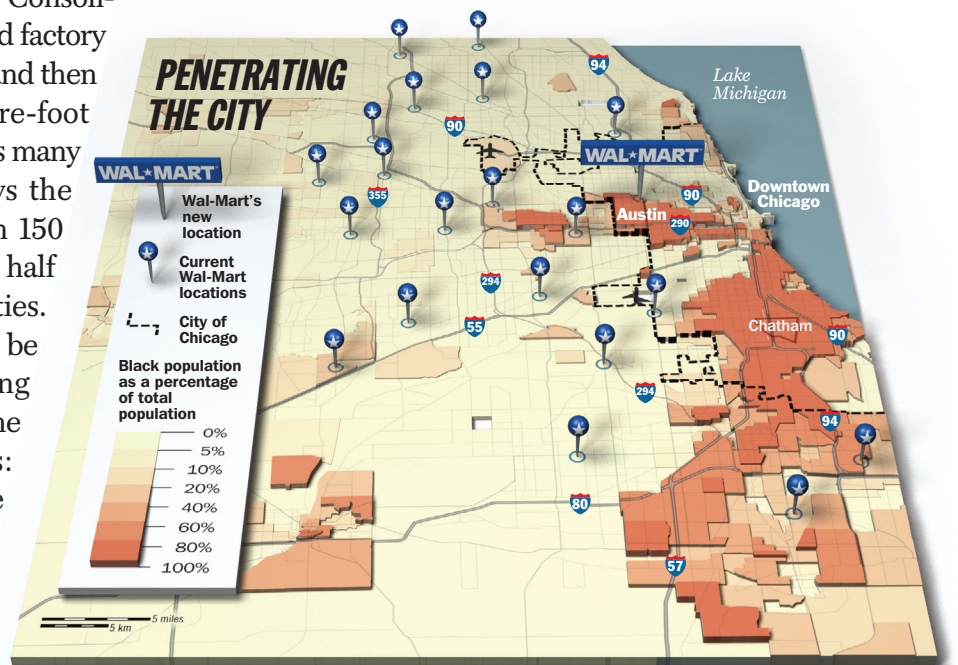 Consoli-
d factory
and then
re-foot
s many
ys the
n 150
half
ties.
be
ng
ne
s:
e
PENETRATING
THE CITY
WAL★MART
Wal-Mart's
new
location
Current
Wal-Mart
locations
City of
Chicago
Black population
as a percentage
of total
population
0%
5%
10%
20%
40%
60%
80%
100%
5 miles
5 km
94
Lake
Michigan
90
WAL★MART
355
90
Downtown
Chicago
Austin
290
294
55
Chatham
90
294
94
80
57